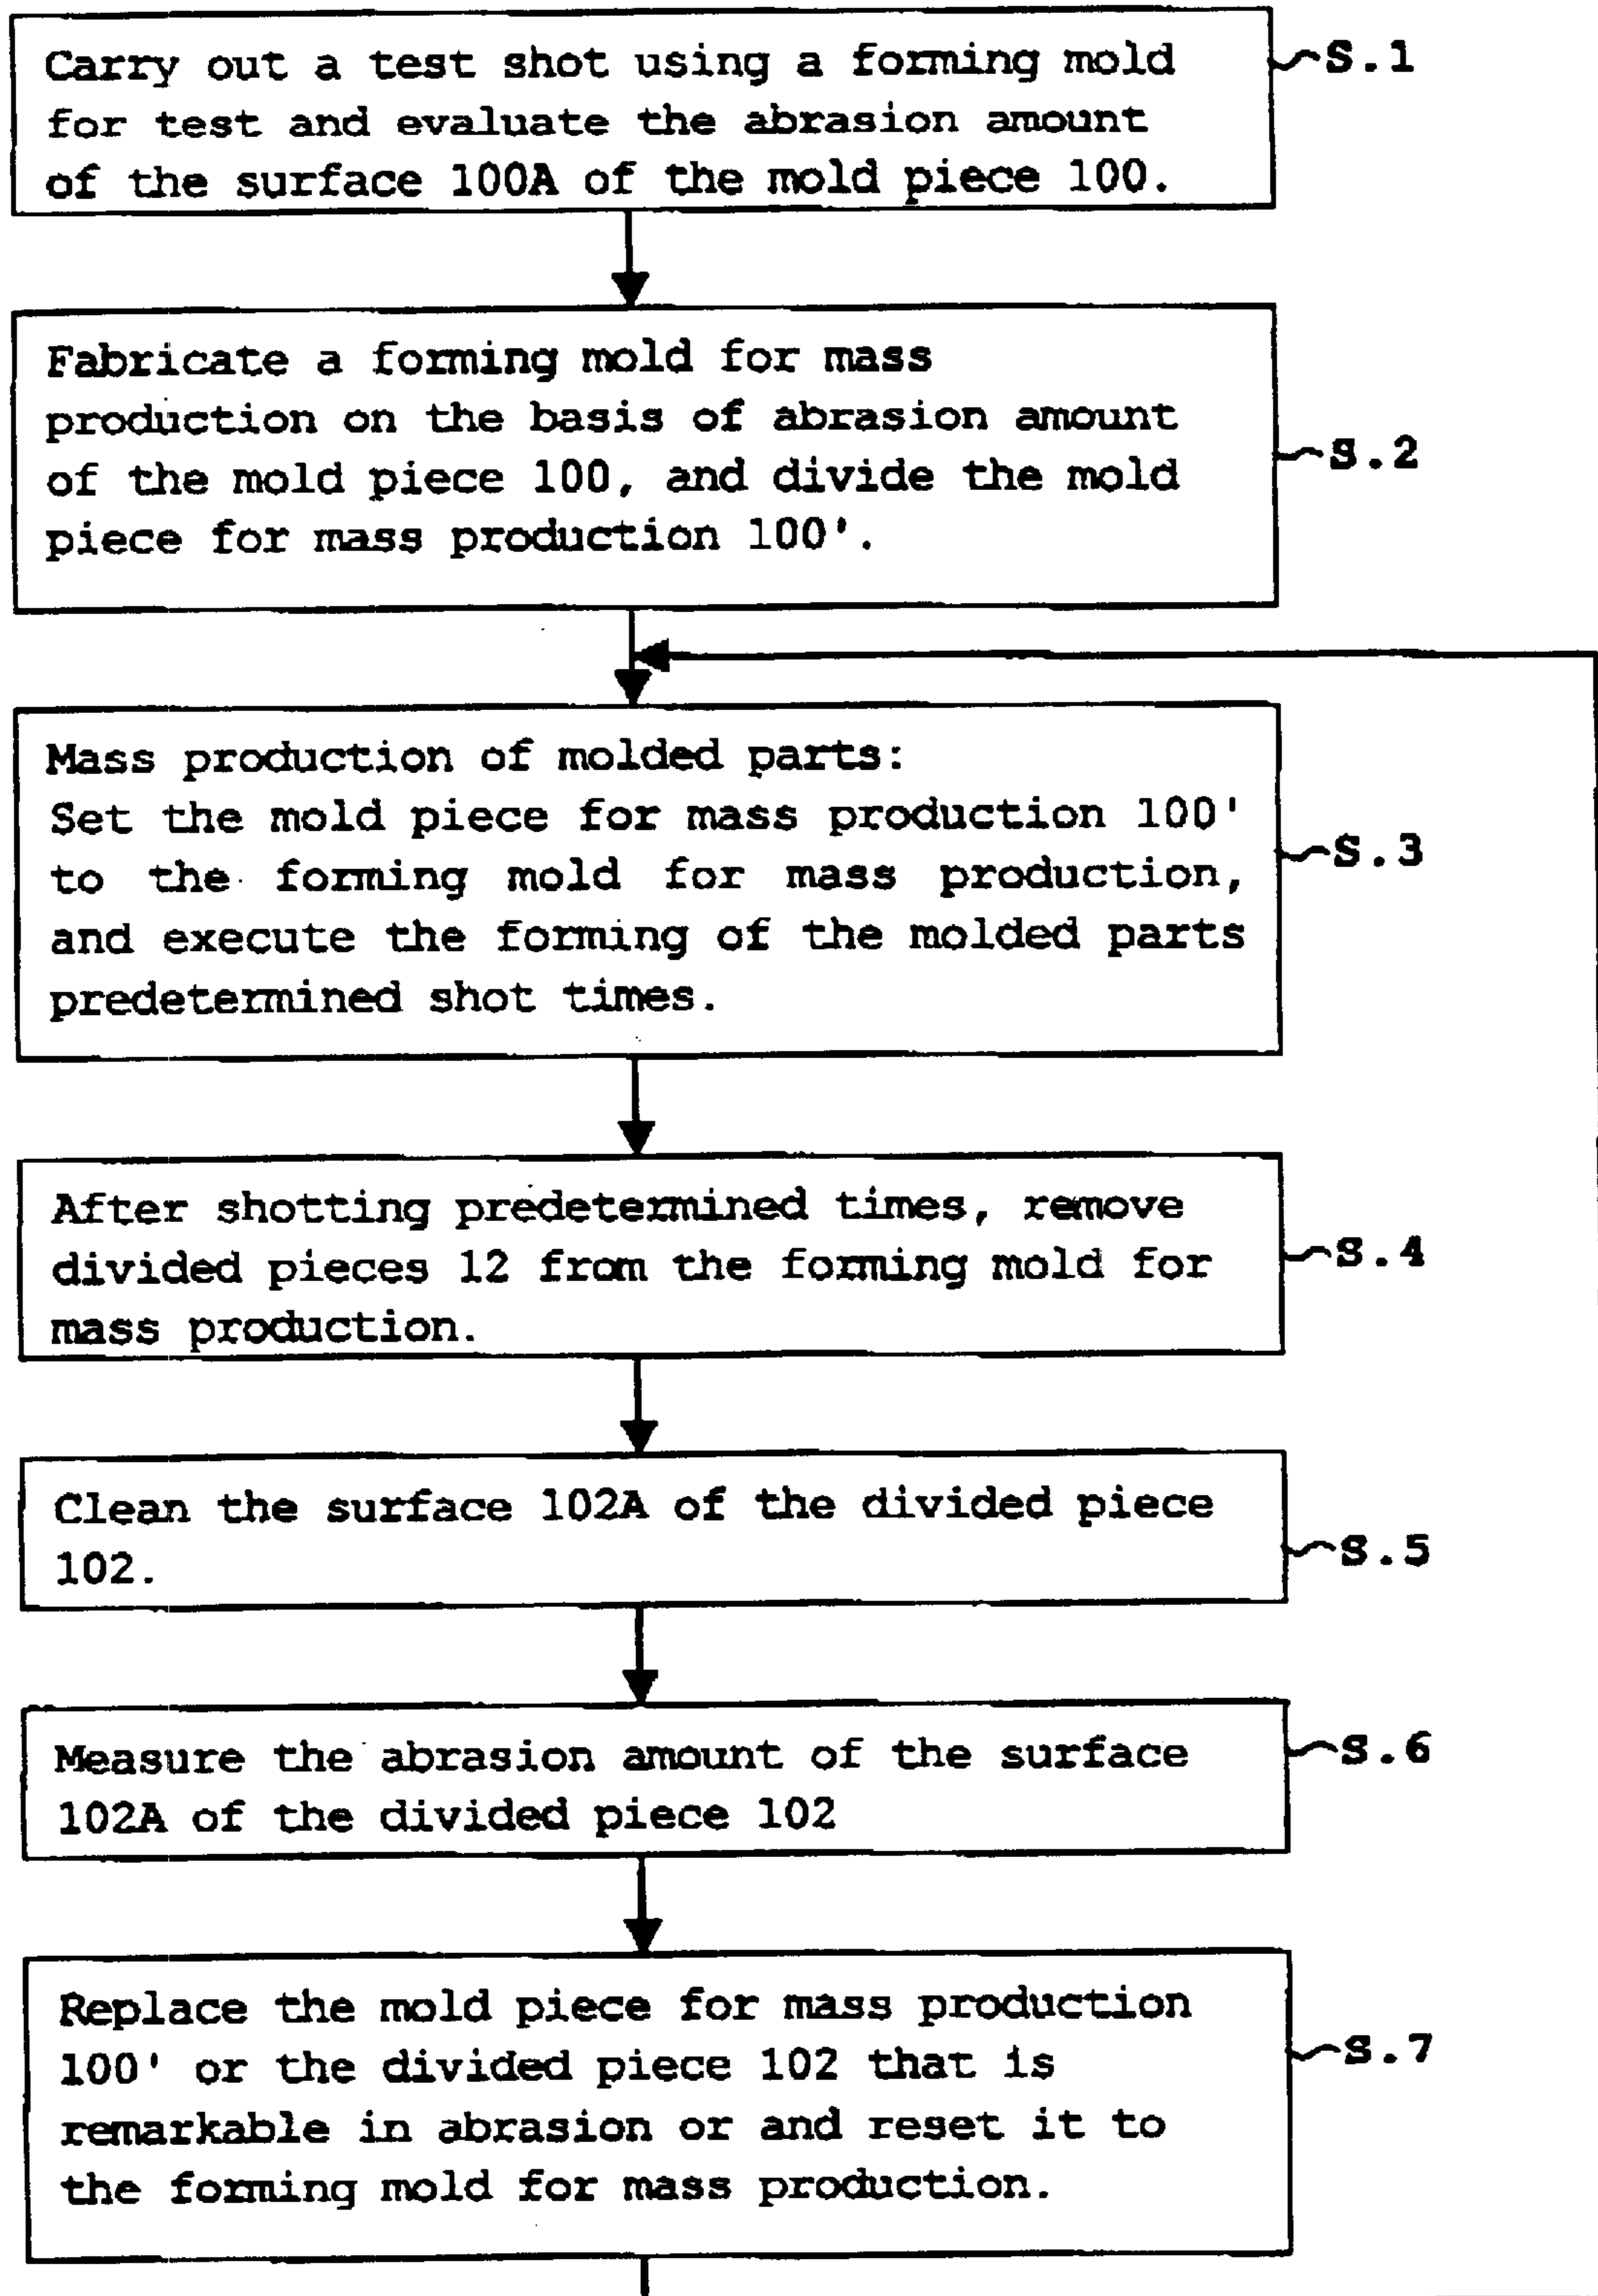 Carry out a test shot using a forming mold
for test and evaluate the abrasion amount
of the surface 100A of the mold piece 100.
S.1
Fabricate a forming mold for mass
production on the basis of abrasion amount
of the mold piece 100, and divide the mold
piece for mass production 100'.
S.2
Mass production of molded parts:
Set the mold piece for mass production 100'
to the forming mold for mass production,
and execute the forming of the molded parts
predetermined shot times.
S.3
After shotting predetermined times, remove
divided pieces 12 from the forming mold for
mass production.
S.4
Clean the surface 102A of the divided piece
102.
S.5
Measure the abrasion amount of the surface
102A of the divided piece 102
S.6
Replace the mold piece for mass production
100' or the divided piece 102 that is
remarkable in abrasion or and reset it to
the forming mold for mass production.
S.7